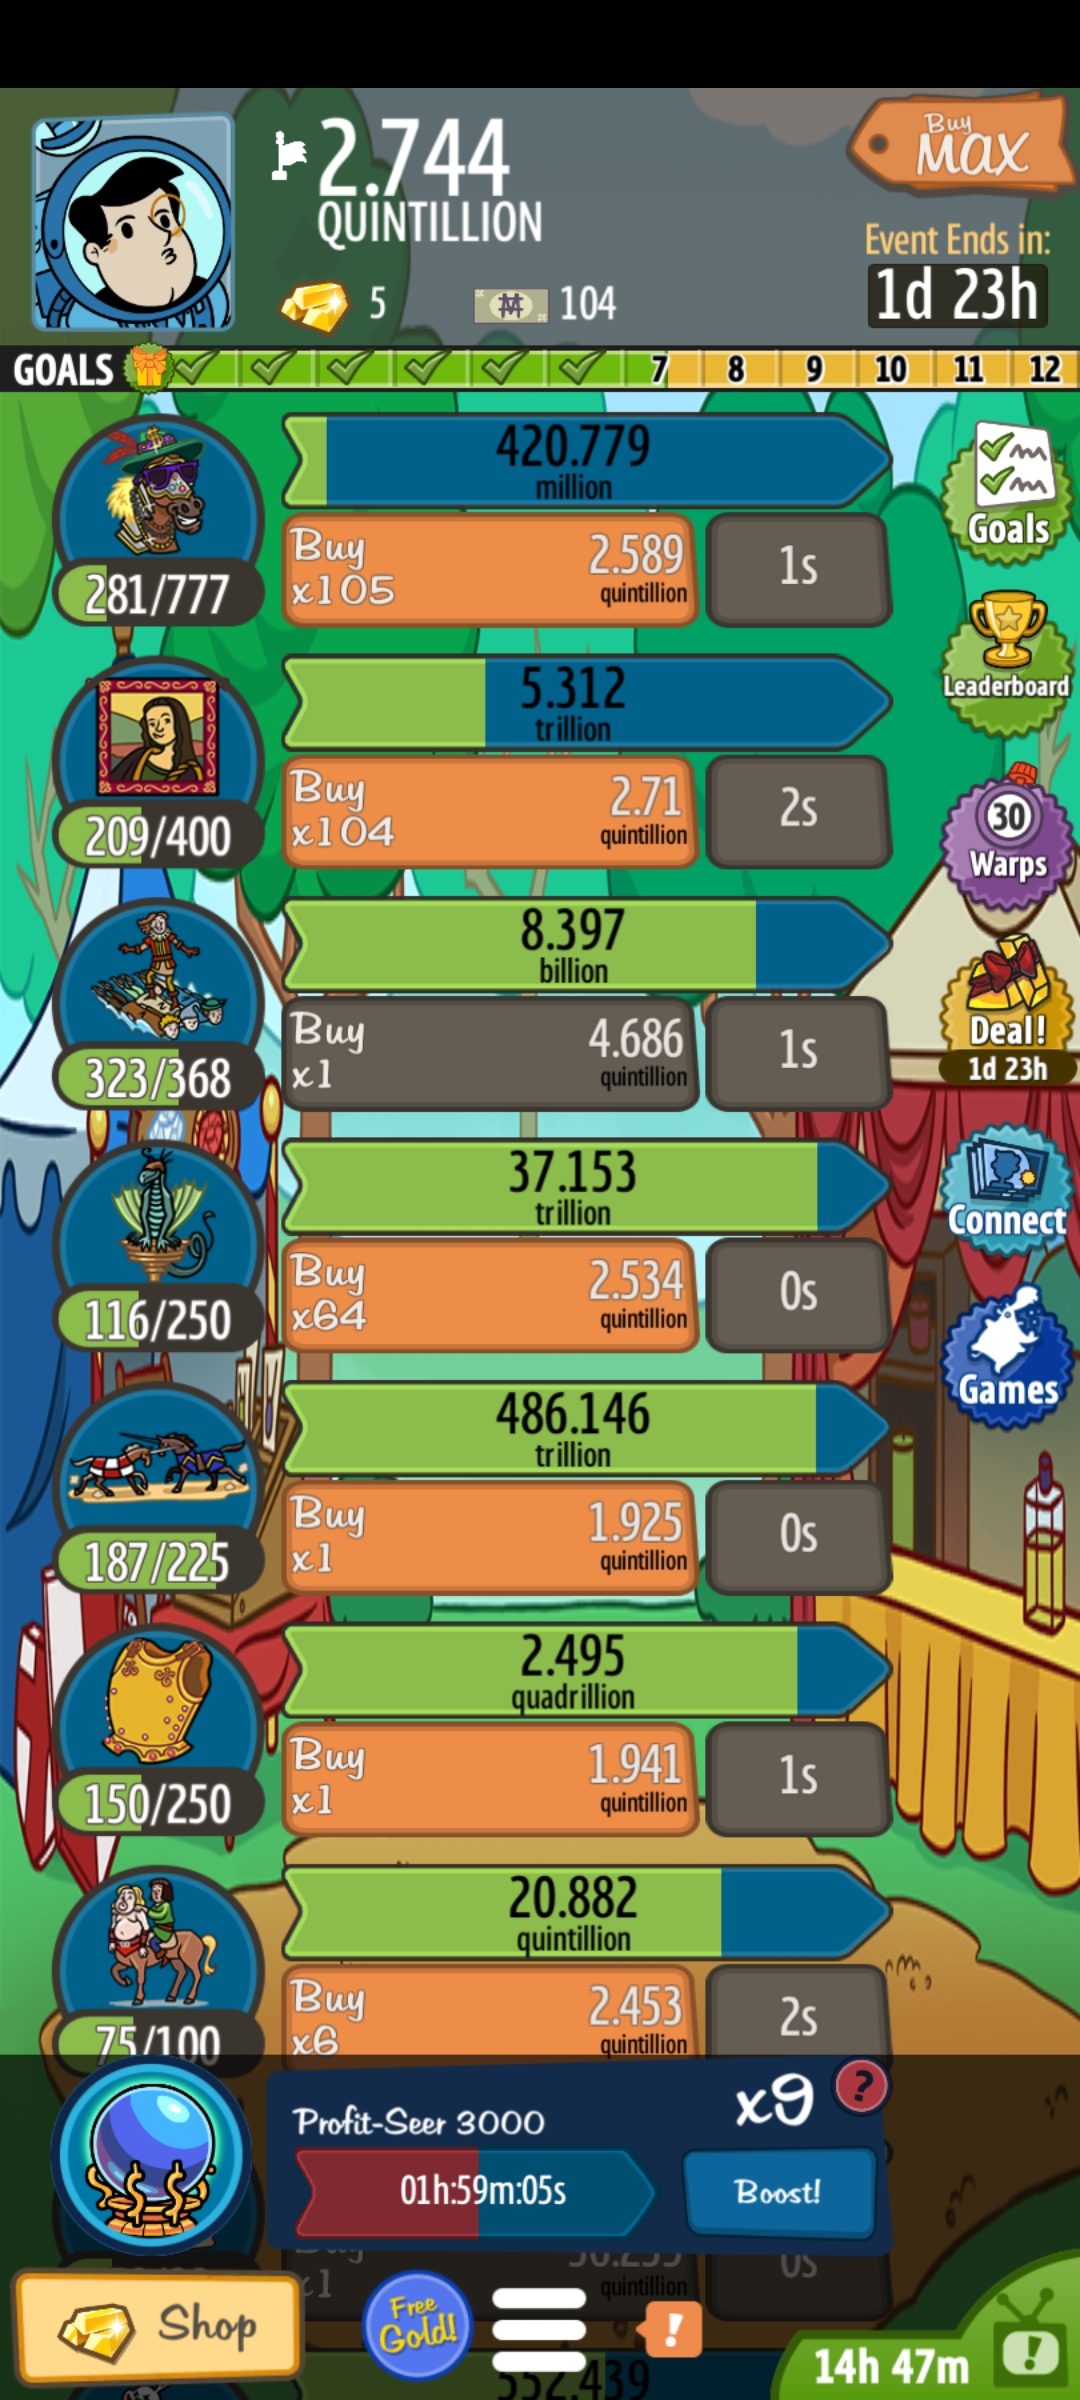 2.744
QUINTILLION
Buy
MAX
Event Ends in:
1d 23h
5
104
GOALS
7 8 9 10 11 12
420.779
million
281/777
Buy
x105
2.589
quintillion
1s
Goals
Leaderboard
5.312
trillion
209/400
Buy
x104
2.71
quintillion
2s
30
Warps
8.397
billion
323/368
Buy
x1
4.686
quintillion
1s
Deal!
1d 23h
37.153
trillion
116/250
Buy
x64
2.534
quintillion
0s
Connect
Games
486.146
trillion
187/225
Buy
x1
1.925
quintillion
0s
2.495
quadrillion
150/250
Buy
x1
1.941
quintillion
1s
20.882
quintillion
75/100
Buy
x6
2.453
quintillion
2s
Profit-Seer 3000
x9
?
01h:59m:05s
Boost!
Buy
x1
quintillion
0s
Shop
Free
Gold!
!
14h 47m
!
552.439